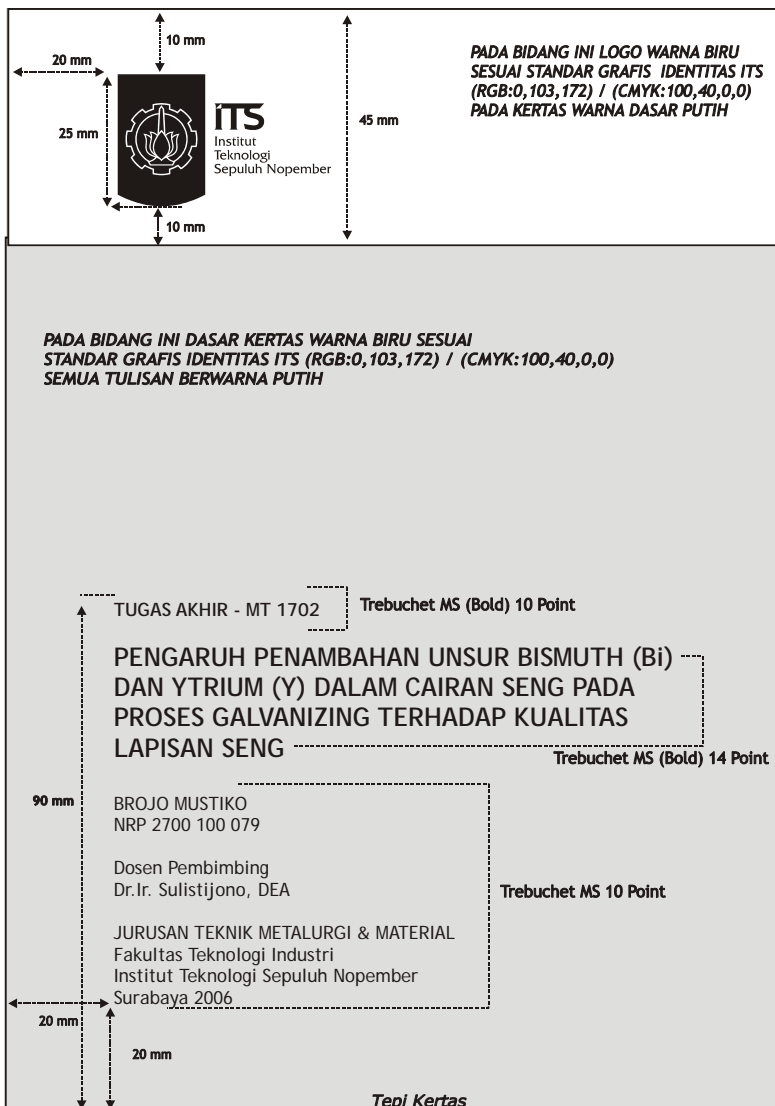 10 mm
20 mm
PADA BIDANG INI LOGO WARNA BIRU
SESUAI STANDAR GRAFIS IDENTITAS ITS
(RGB:0,103,172) / (CMYK:100,40,0,0)
PADA KERTAS WARNA DASAR PUTIH
25 mm
ITS
Institut
Teknologi
Sepuluh Nopember
45 mm
10 mm
PADA BIDANG INI DASAR KERTAS WARNA BIRU SESUAI
STANDAR GRAFIS IDENTITAS ITS (RGB:0,103,172) / (CMYK:100,40,0,0)
SEMUA TULISAN BERWARNA PUTIH
TUGAS AKHIR - MT 1702
Trebuchet MS (Bold) 10 Point
PENGARUH PENAMBAHAN UNSUR BISMUTH (Bi)
DAN YTRIUM (Y) DALAM CAIRAN SENG PADA
PROSES GALVANIZING TERHADAP KUALITAS
LAPISAN SENG
Trebuchet MS (Bold) 14 Point
90 mm
BROJO MUSTIKO
NRP 2700 100 079
Dosen Pembimbing
Dr.Ir. Sulistijono, DEA
Trebuchet MS 10 Point
JURUSAN TEKNIK METALURGI & MATERIAL
Fakultas Teknologi Industri
Institut Teknologi Sepuluh Nopember
Surabaya 2006
20 mm
20 mm
Tepi Kertas